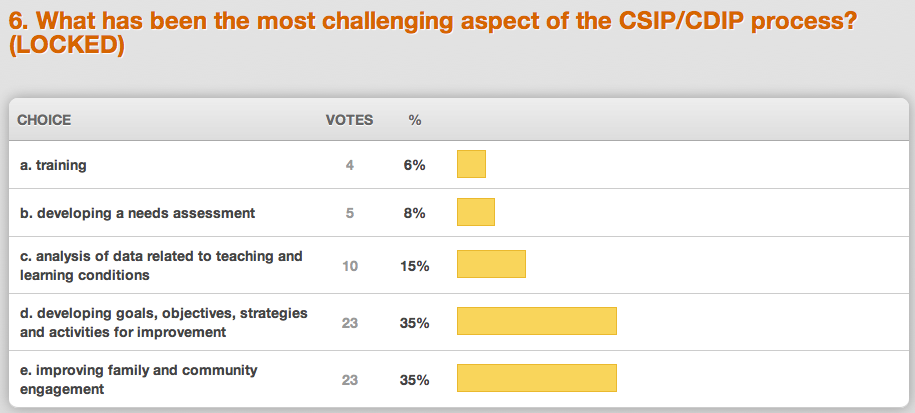 6. What has been the most challenging aspect of the CSIP/CDIP process?
(LOCKED)
CHOICE VOTES %
a. training 4 6%
b. developing a needs assessment 5 8%
c. analysis of data related to teaching and
learning conditions 10 15%
d. developing goals, objectives, strategies
and activities for improvement 23 35%
e. improving family and community
engagement 23 35%